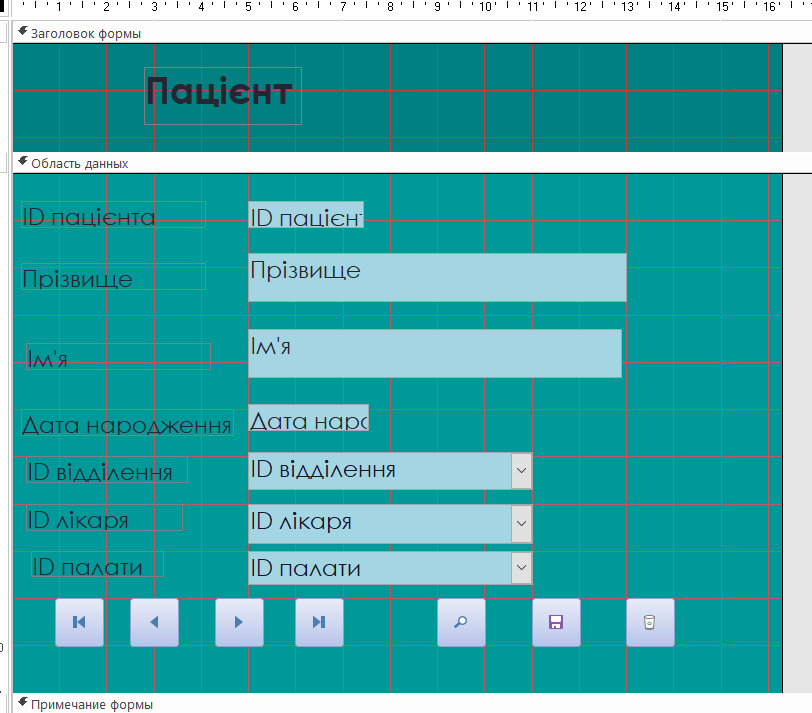 1 2 3 4 5 6 7 8 9 10 11 12 13 14 15 16
Заголовок формы
Пацієнт
Область данных
ID пацієнта ID пацієн
Прізвище Прізвище
Ім'я Ім'я
Дата народження Дата наро
ID відділення ID відділення
ID лікаря ID лікаря
ID палати ID палати
Примечание формы